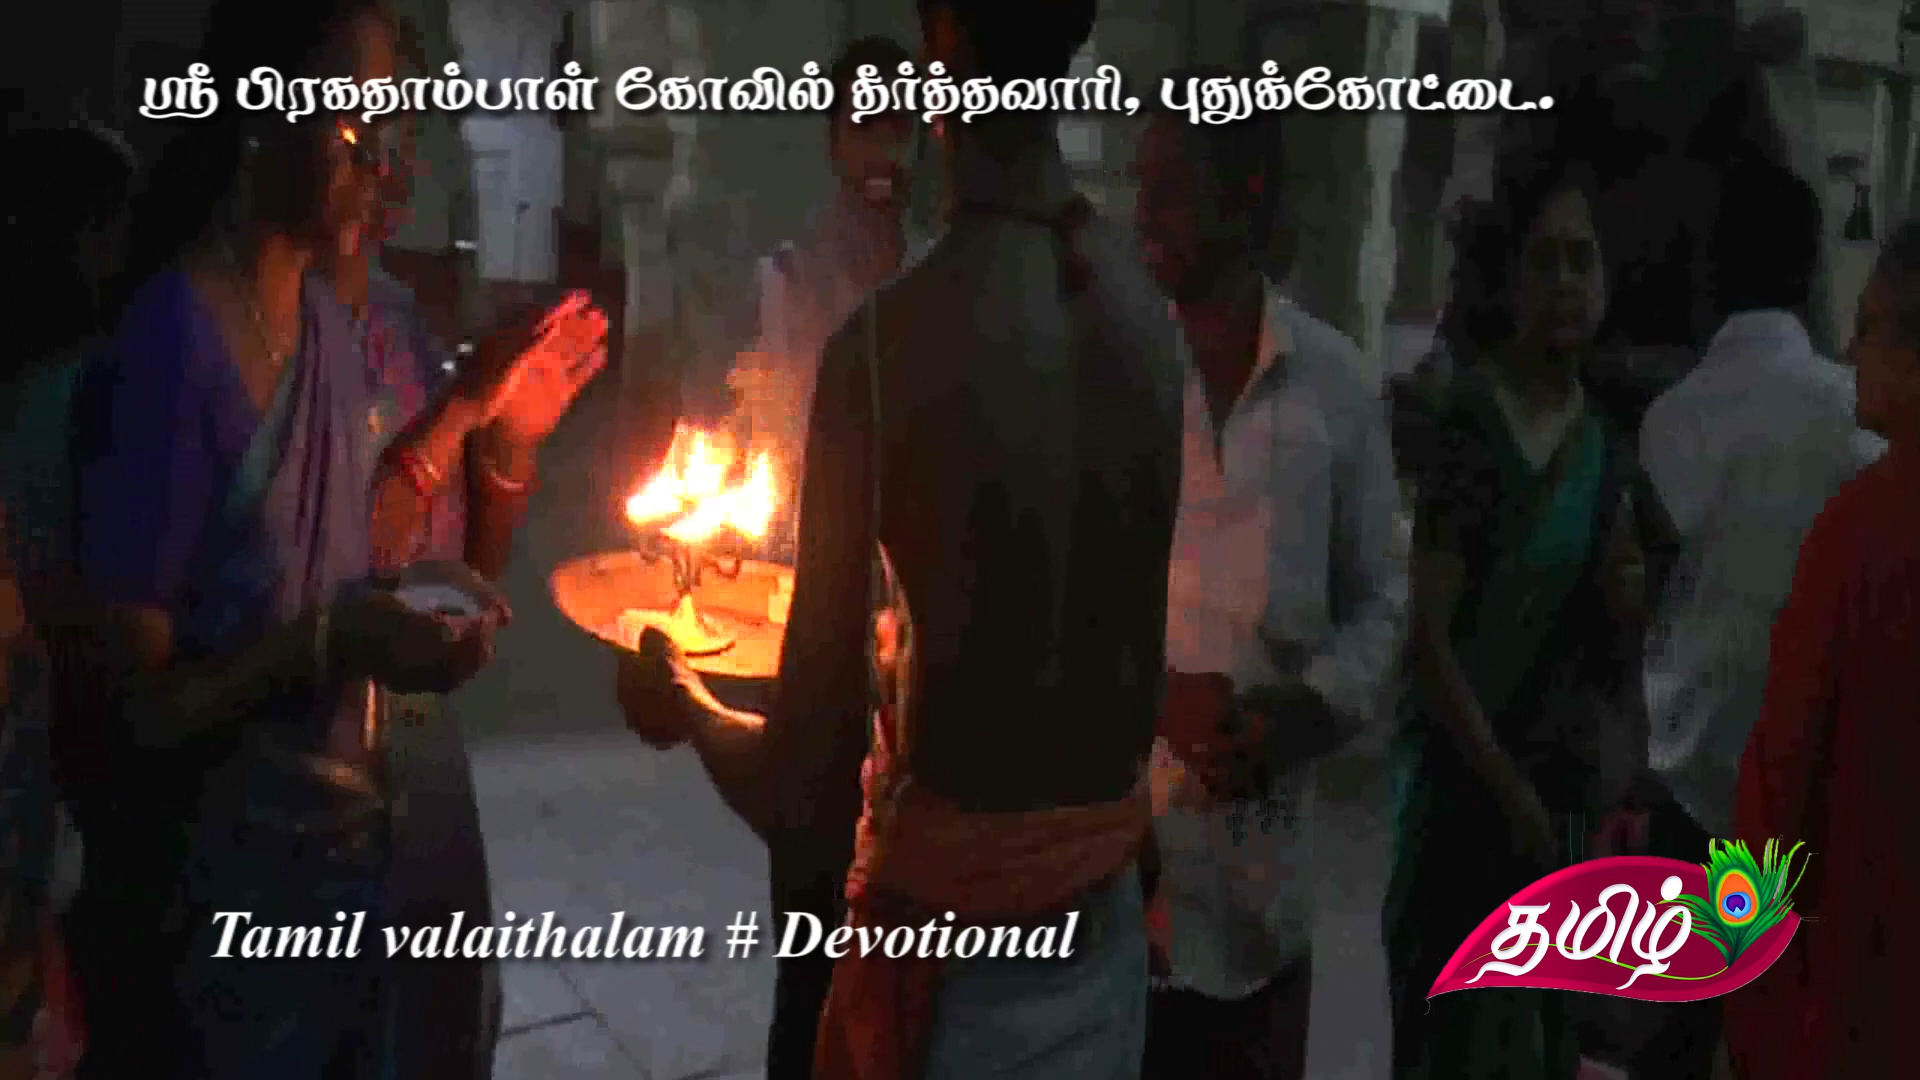 ஸ்ரீ பிரகதாம்பாள் கோவில் தீர்த்தவாரி, புதுக்கோட்டை.
Tamil valaithalam # Devotional
தமிழ்